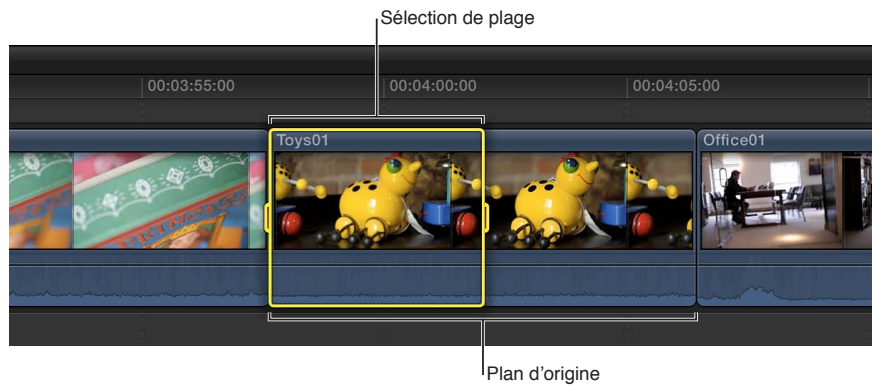 Sélection de plage
00:03:55:00
00:04:00:00
00:04:05:00
Toys01
Office01
Plan d’origine